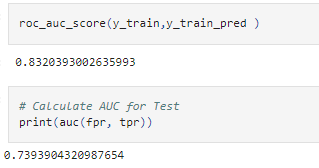 roc_auc_score(y_train,y_train_pred )
0.8320393002635993
# Calculate AUC for Test
print(auc(fpr, tpr))
0.7393904320987654